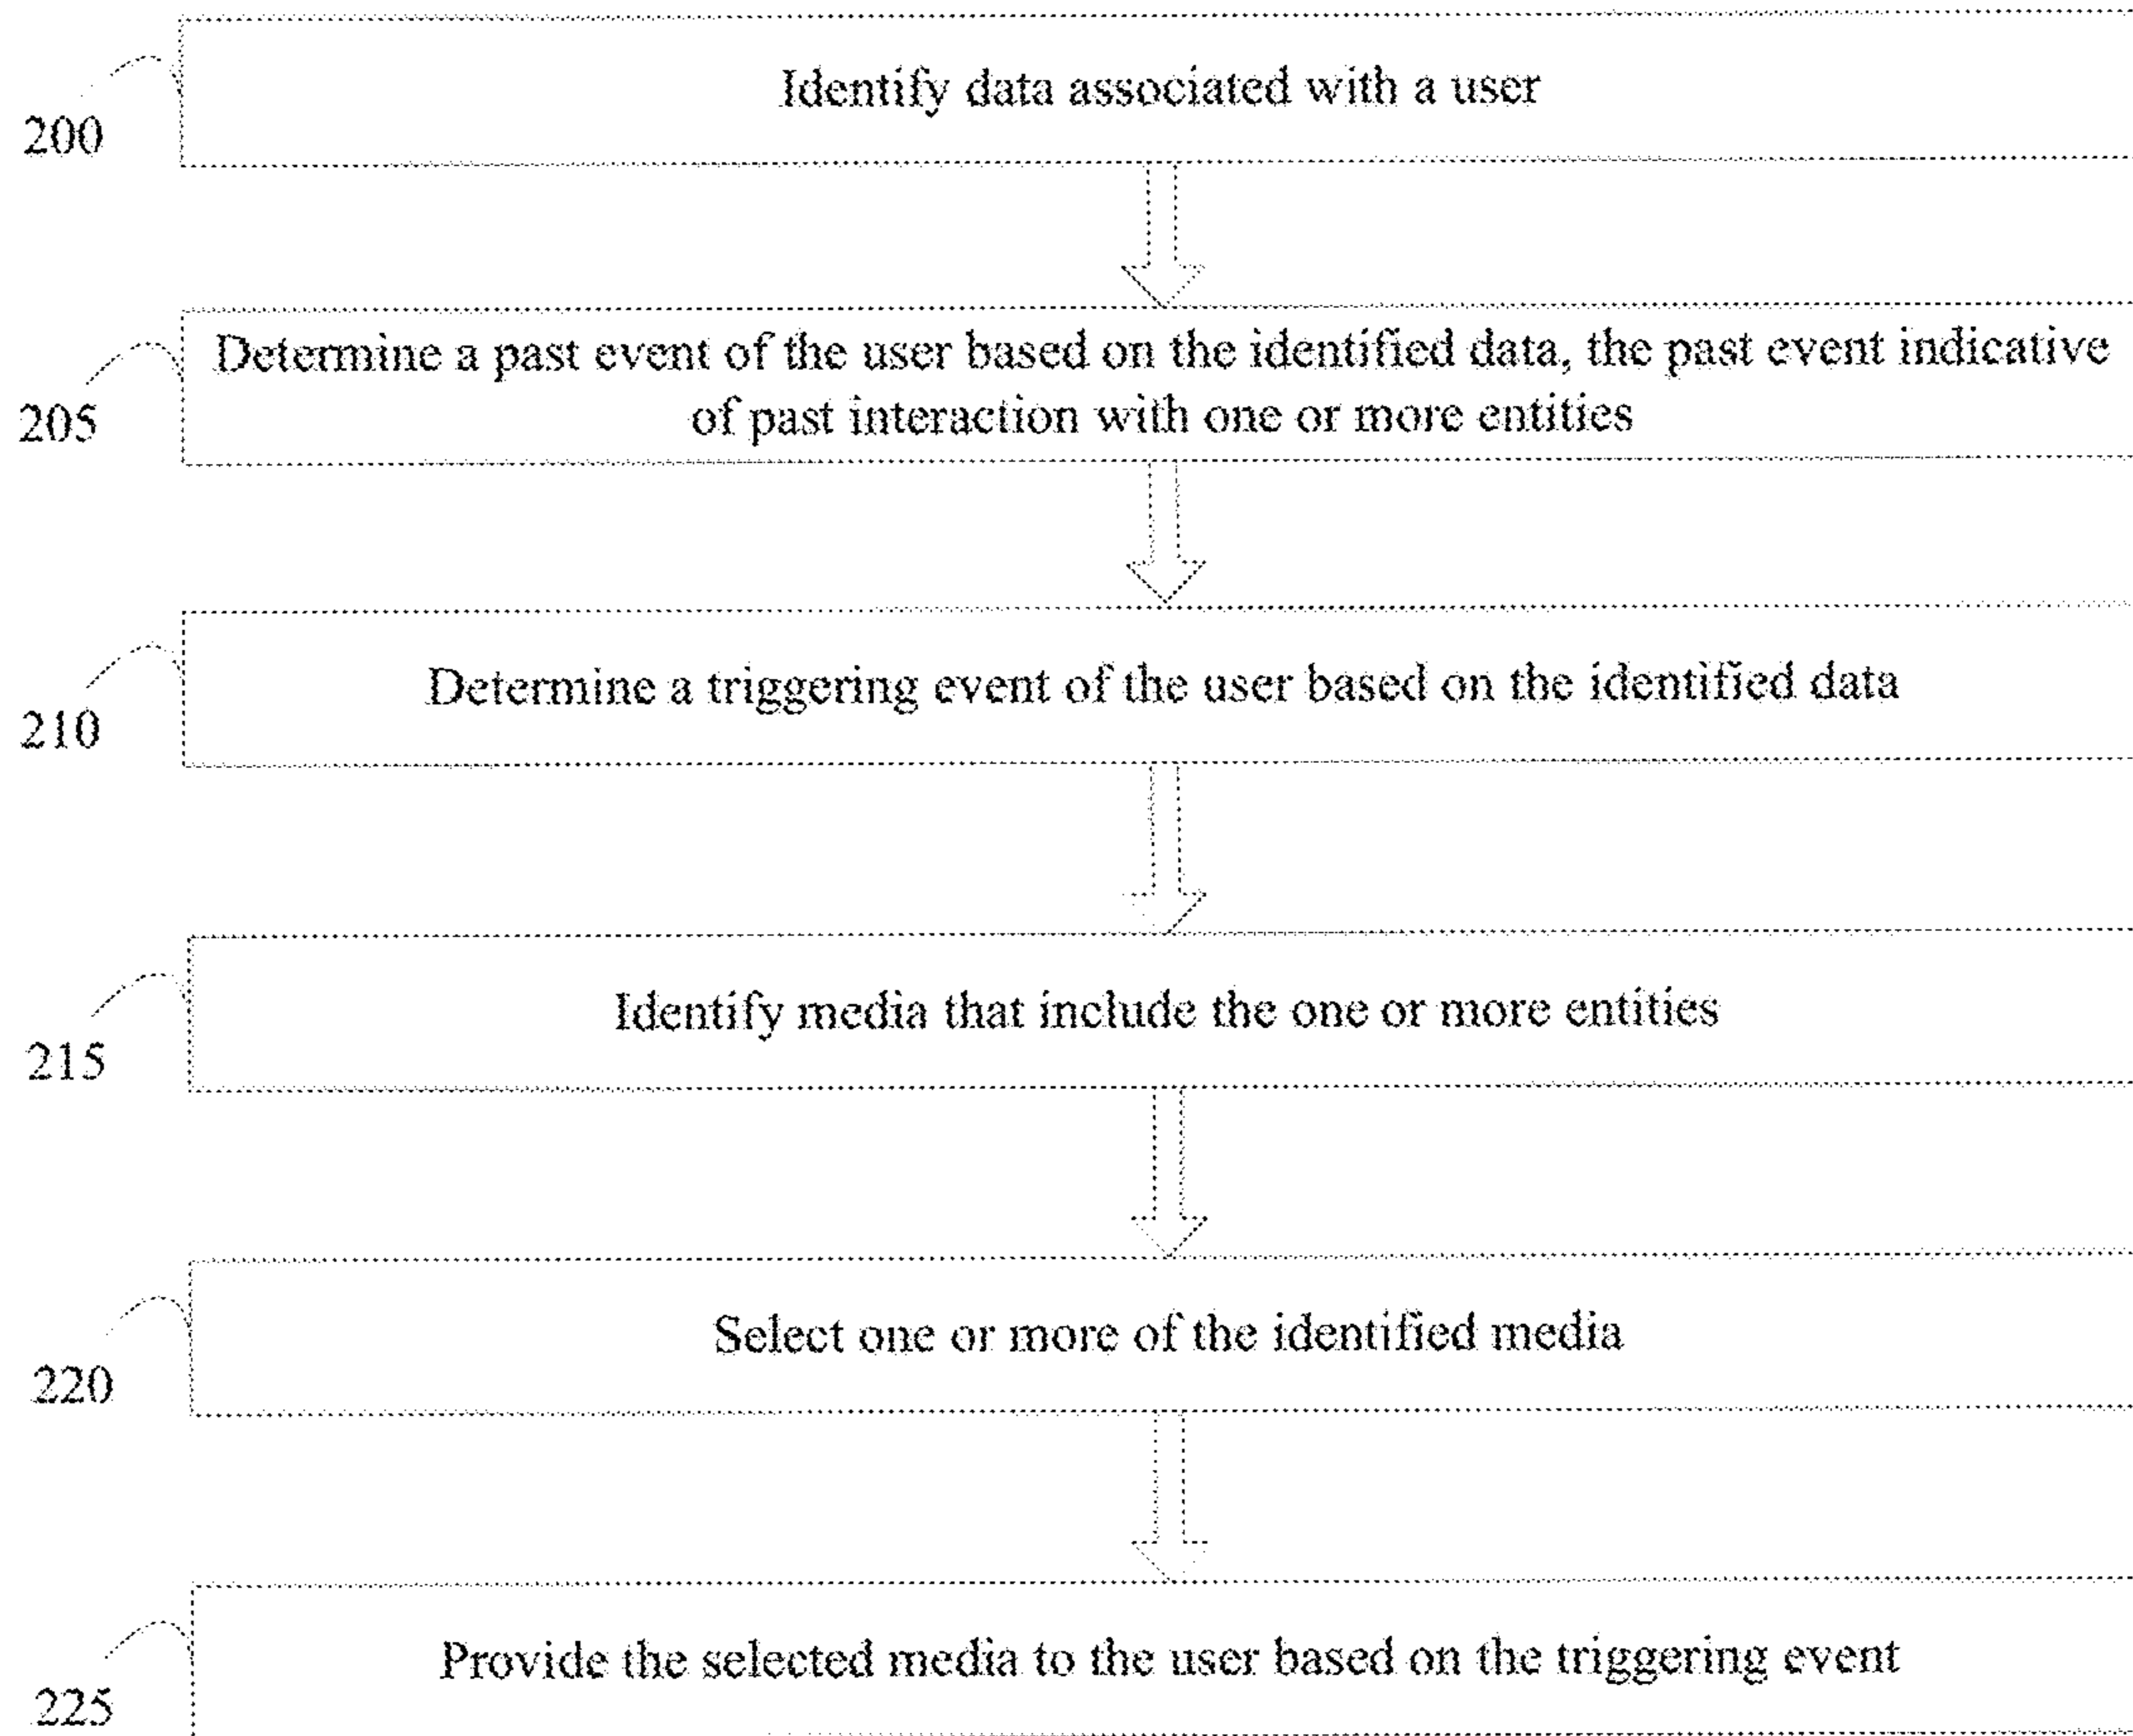 Identify data associated with a user
200
Determine a past event of the user based on the identified data, the past event indicative
of past interaction with one or more entities
205
Determine a triggering event of the user based on the identified data
210
Identify media that include the one or more entities
215
Select one or more of the identified media
220
Provide the selected media to the user based on the triggering event
225